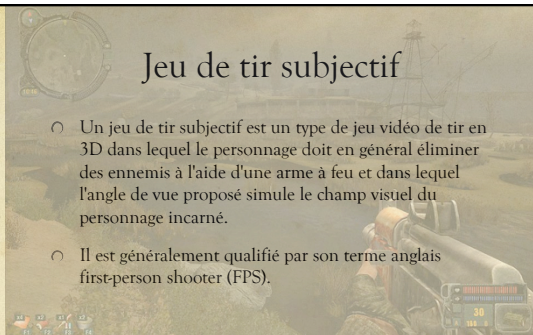 Jeu de tir subjectif
Un jeu de tir subjectif est un type de jeu vidéo de tir en
3D dans lequel le personnage doit en général éliminer
des ennemis à l'aide d'une arme à feu et dans lequel
l'angle de vue proposé simule le champ visuel du
personnage incarné.
Il est généralement qualifié par son terme anglais
first-person shooter (FPS).
30